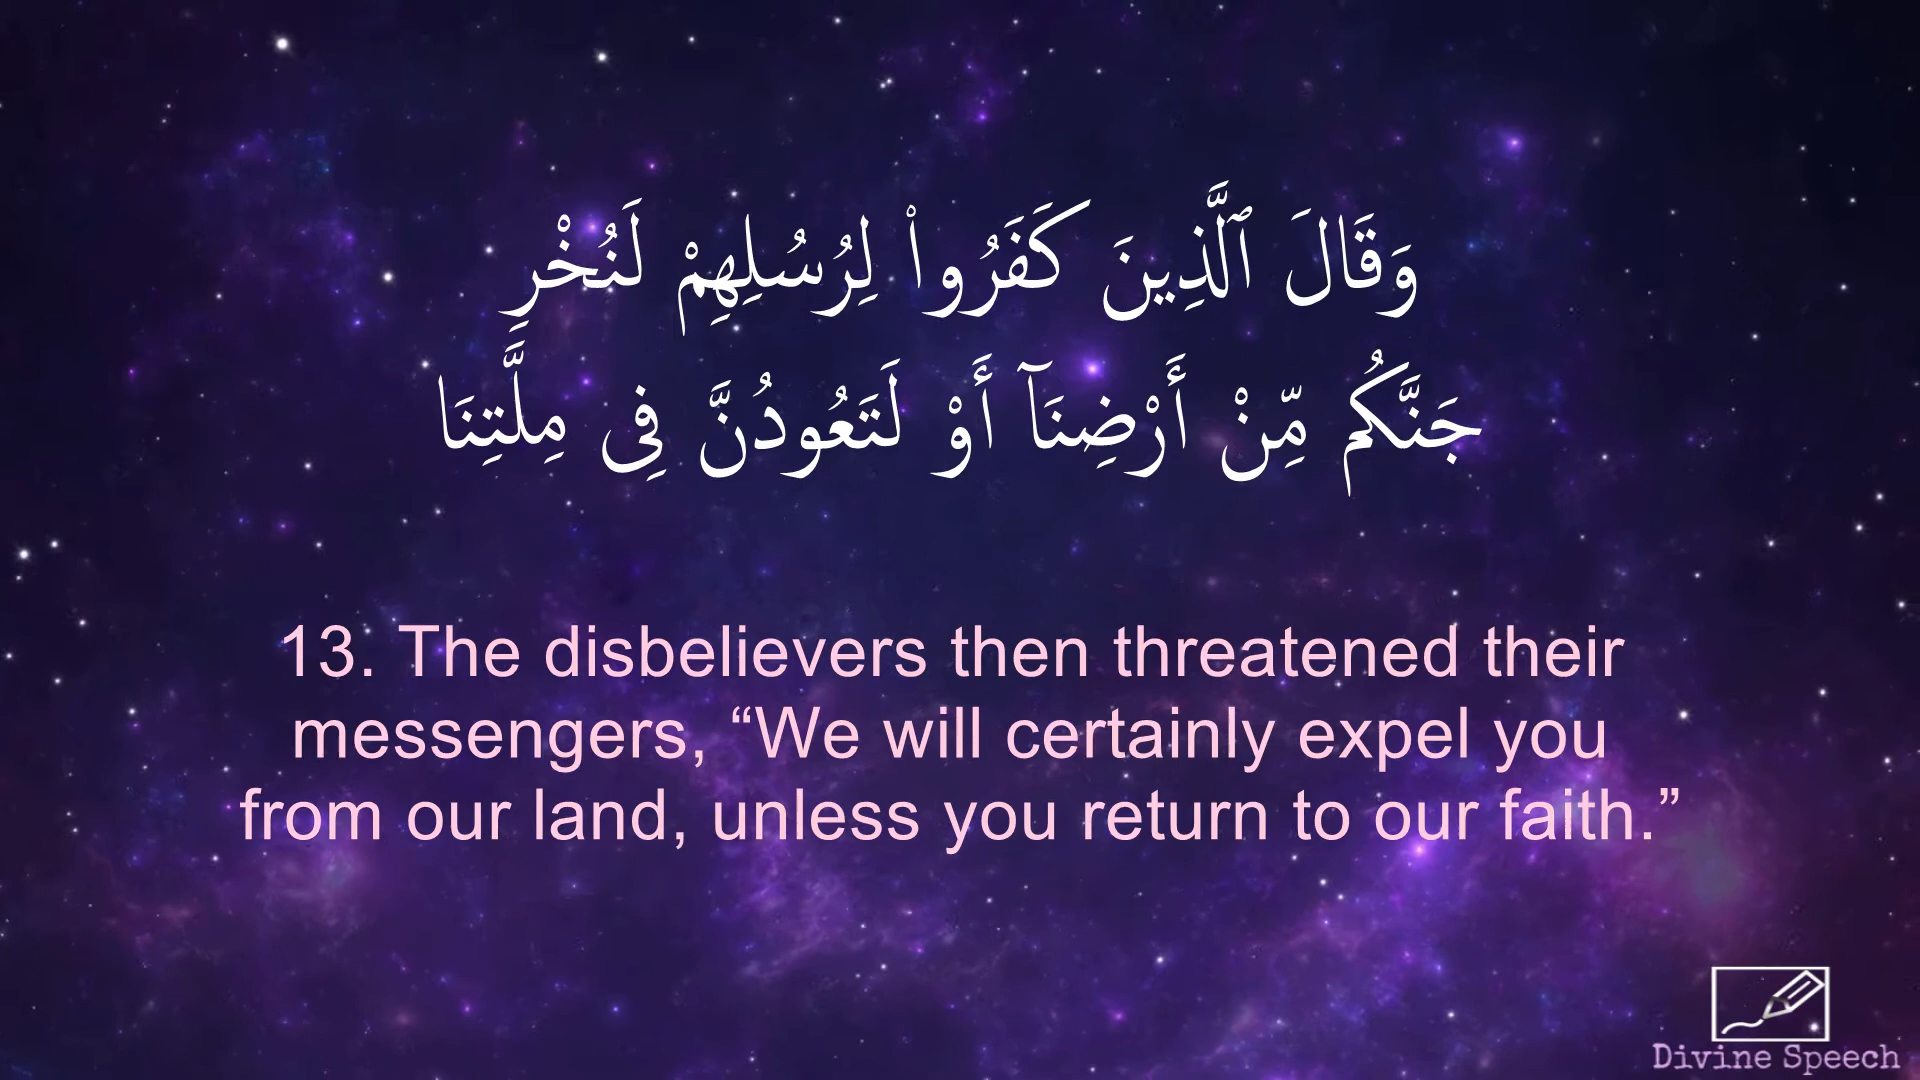 وَقَالَ ٱلَّذِينَ كَفَرُوا۟ لِرُسُلِهِمْ لَنُخْرِ
جَنَّكُم مِّنْ أَرْضِنَآ أَوْ لَتَعُودُنَّ فِى مِلَّتِنَا
13. The disbelievers then threatened their
messengers, “We will certainly expel you
from our land, unless you return to our faith.”
Divine Speech